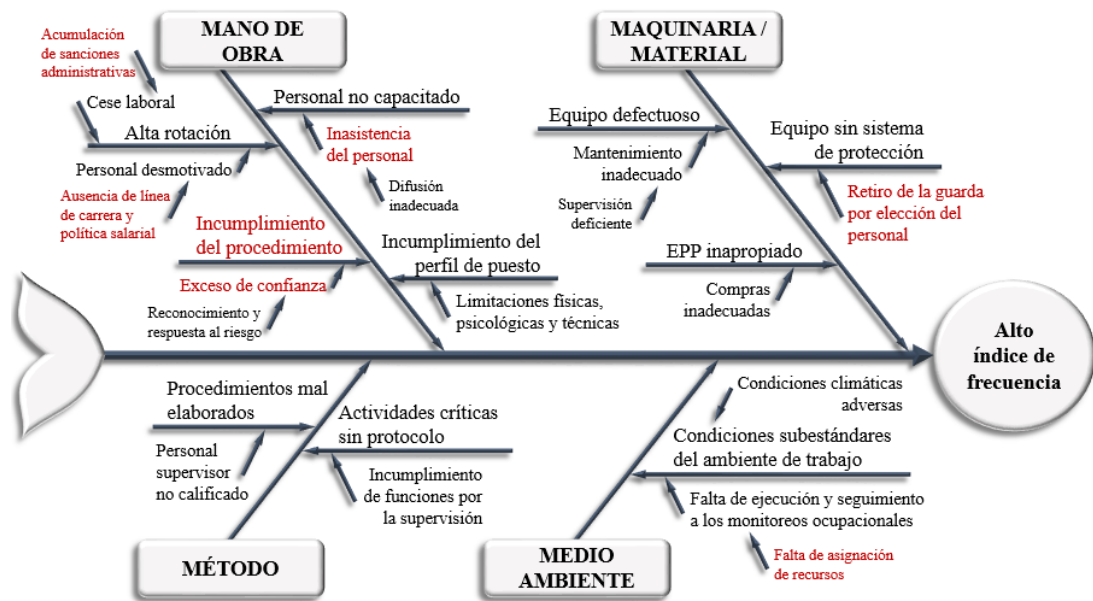 MANO DE
OBRA
Acumulación
de sanciones
administrativas
Cese laboral
Alta rotación
Personal desmotivado
Ausencia de línea
de carrera y
política salarial
Personal no capacitado
Inasistencia
del personal
Difusión
inadecuada
Incumplimiento
del procedimiento
Exceso de confianza
Reconocimiento y
respuesta al riesgo
Incumplimiento del
perfil de puesto
Limitaciones físicas,
psicológicas y técnicas
MAQUINARIA /
MATERIAL
Equipo defectuoso
Mantenimiento
inadecuado
Supervisión
deficiente
Equipo sin sistema
de protección
Retiro de la guarda
por elección del
personal
EPP inapropiado
Compras
inadecuadas
Alto
índice de
frecuencia
Procedimientos mal
elaborados
Personal
supervisor
no calificado
Actividades críticas
sin protocolo
Incumplimiento
de funciones por
la supervisión
MÉTODO
Condiciones climáticas
adversas
Condiciones subestándares
del ambiente de trabajo
Falta de ejecución y seguimiento
a los monitoreos ocupacionales
Falta de asignación
de recursos
MEDIO
AMBIENTE